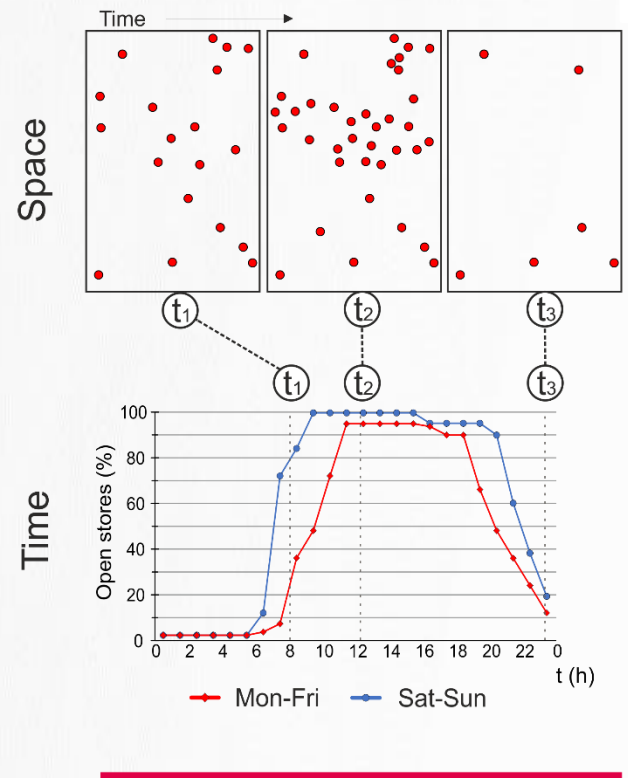 Time
Space
t1
t2
t3
t1
t2
t3
Time
Open stores (%)
100
80
60
40
20
0
0 2 4 6 8 10 12 14 16 18 20 22 0
t (h)
Mon-Fri Sat-Sun